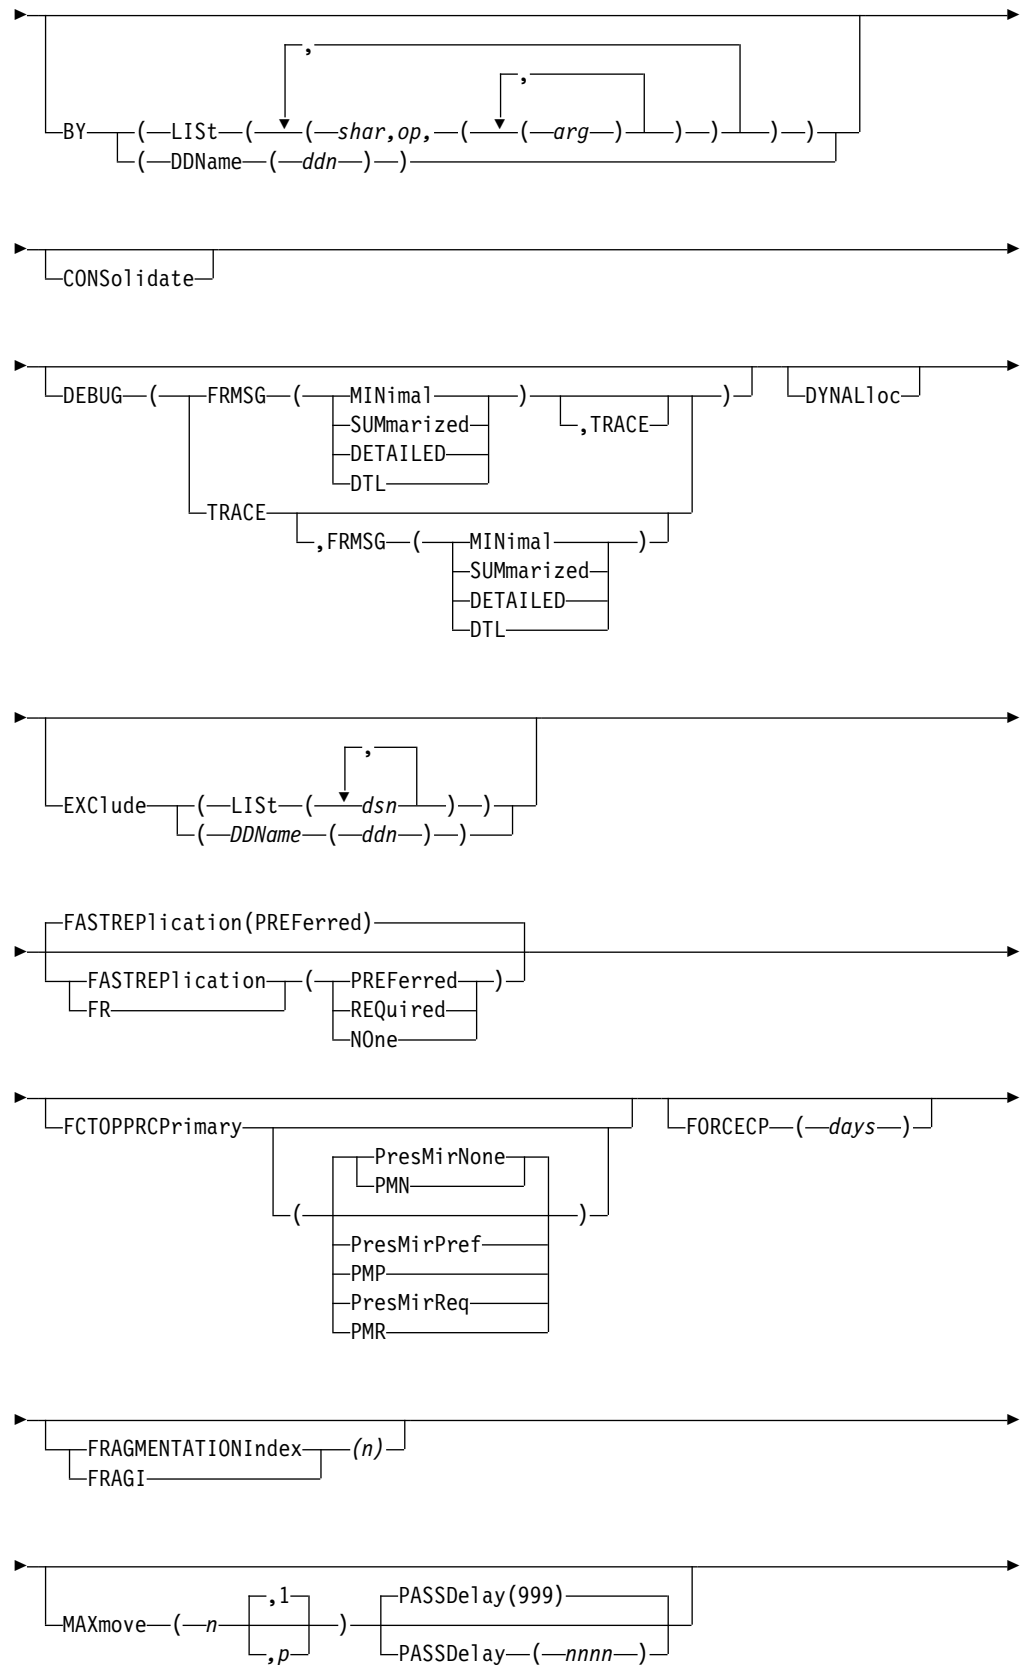 ,
,
BY ( LISt ( ( shar,op, ( ( arg ) ) ) ) )
( DDName ( ddn ) )
CONSolidate
DEBUG ( FRMSG ( MINimal ) ) DYNALloc
SUMmarized ,TRACE
DETAILED
DTL
TRACE
,FRMSG ( MINimal )
SUMmarized
DETAILED
DTL
,
EXClude ( LISt ( dsn ) )
( DDName ( ddn ) )
FASTREPlication(PREFerred)
FASTREPlication ( PREFerred )
FR REQuired
NOne
FCTOPPRCPrimary FORCECP ( days )
PresMirNone
PMN
( )
PresMirPref
PMP
PresMirReq
PMR
FRAGMENTATIONIndex (n)
FRAGI
,1 PASSDelay(999)
MAXmove ( n )
,p PASSDelay ( nnnn )